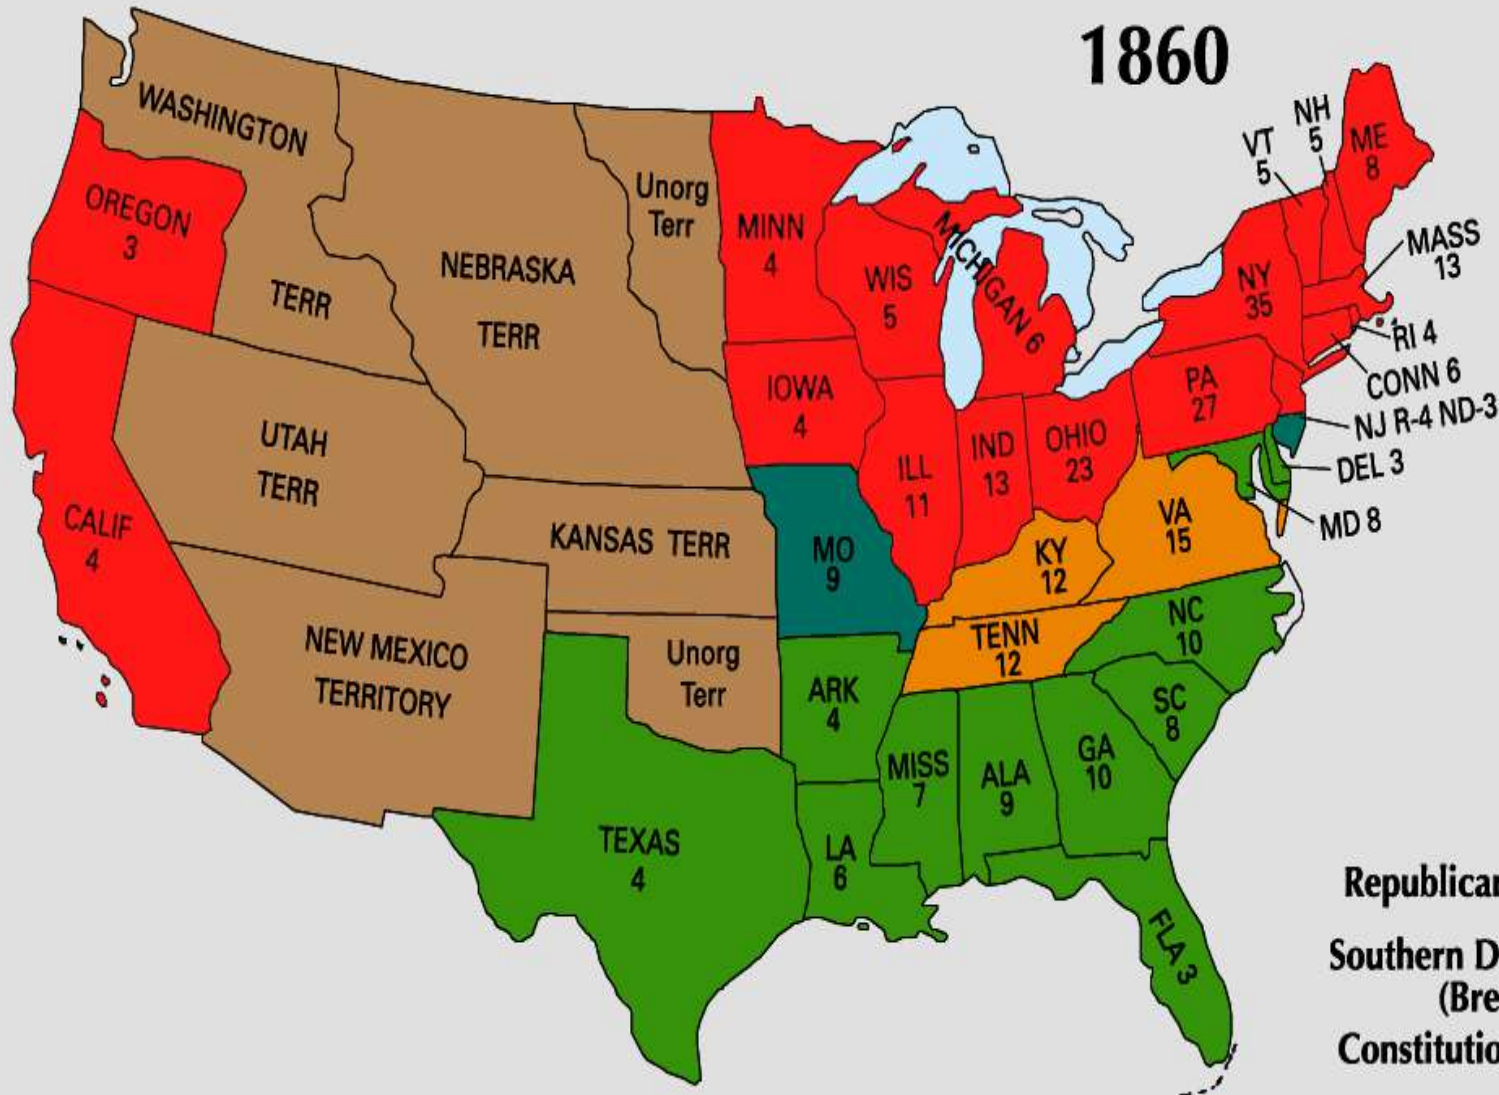 1860
WASHINGTON
TERR
OREGON
3
NEBRASKA
TERR
Unorg
Terr
MINN
4
WIS
5
MICHIGAN 6
VT
5
NH
5
ME
8
MASS
13
NY
35
RI 4
CONN 6
NJ R-4 ND-3
DEL 3
MD 8
PA
27
IOWA
4
ILL
11
IND
13
OHIO
23
UTAH
TERR
CALIF
4
KANSAS TERR
MO
9
KY
12
VA
15
NEW MEXICO
TERRITORY
Unorg
Terr
TENN
12
NC
10
ARK
4
SC
8
MISS
7
ALA
9
GA
10
TEXAS
4
LA
6
FLA 3
Republican
Southern D
(Bre
Constitutio